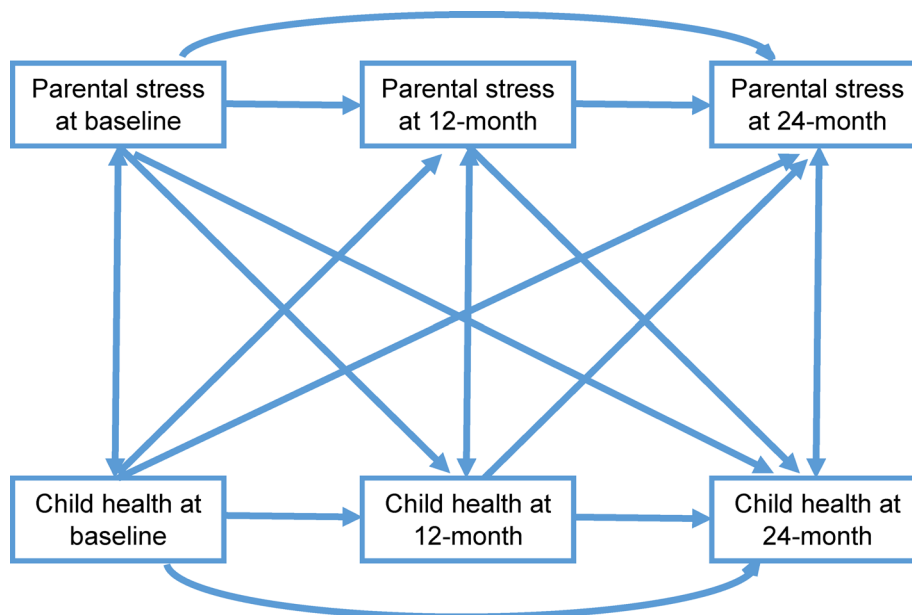 Parental stress
at baseline
Parental stress
at 12-month
Parental stress
at 24-month
Child health at
baseline
Child health at
12-month
Child health at
24-month